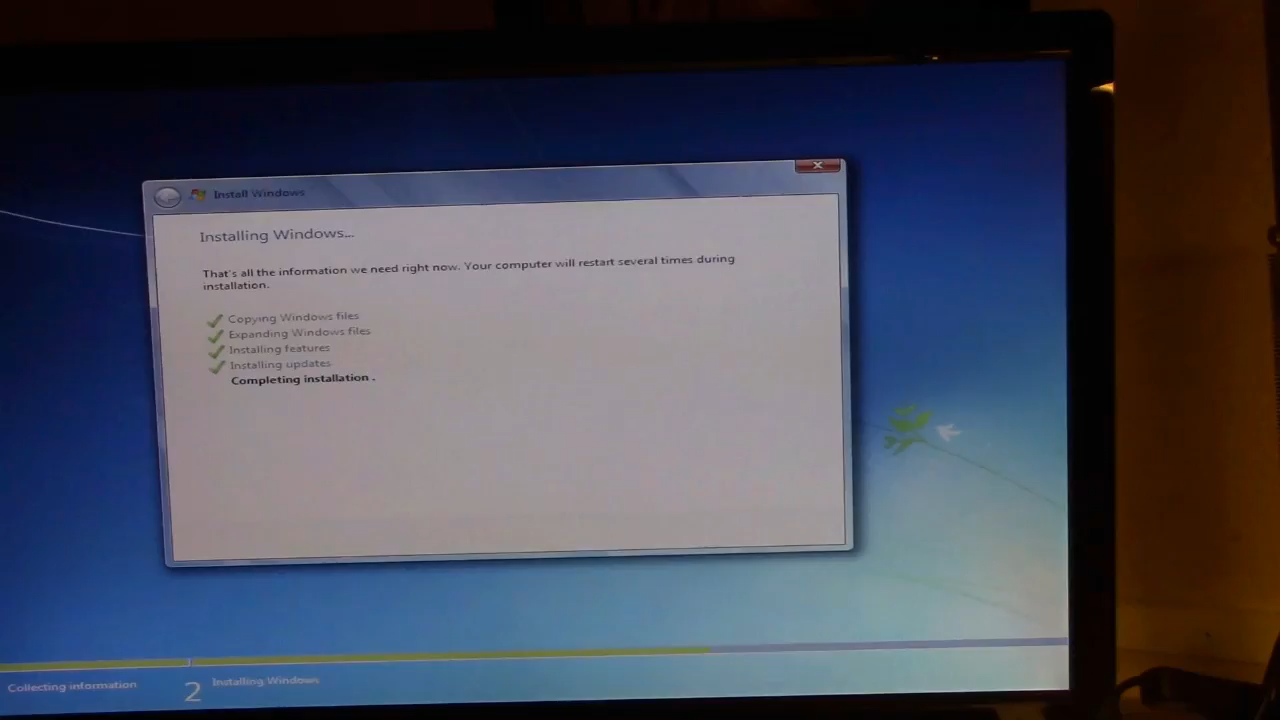 Install Windows
Installing Windows...
That's all the information we need right now. Your computer will restart several times during
installation.
Copying Windows files
Expanding Windows files
Installing features
Installing updates
Completing installation .
Collecting information
2 Installing Windows